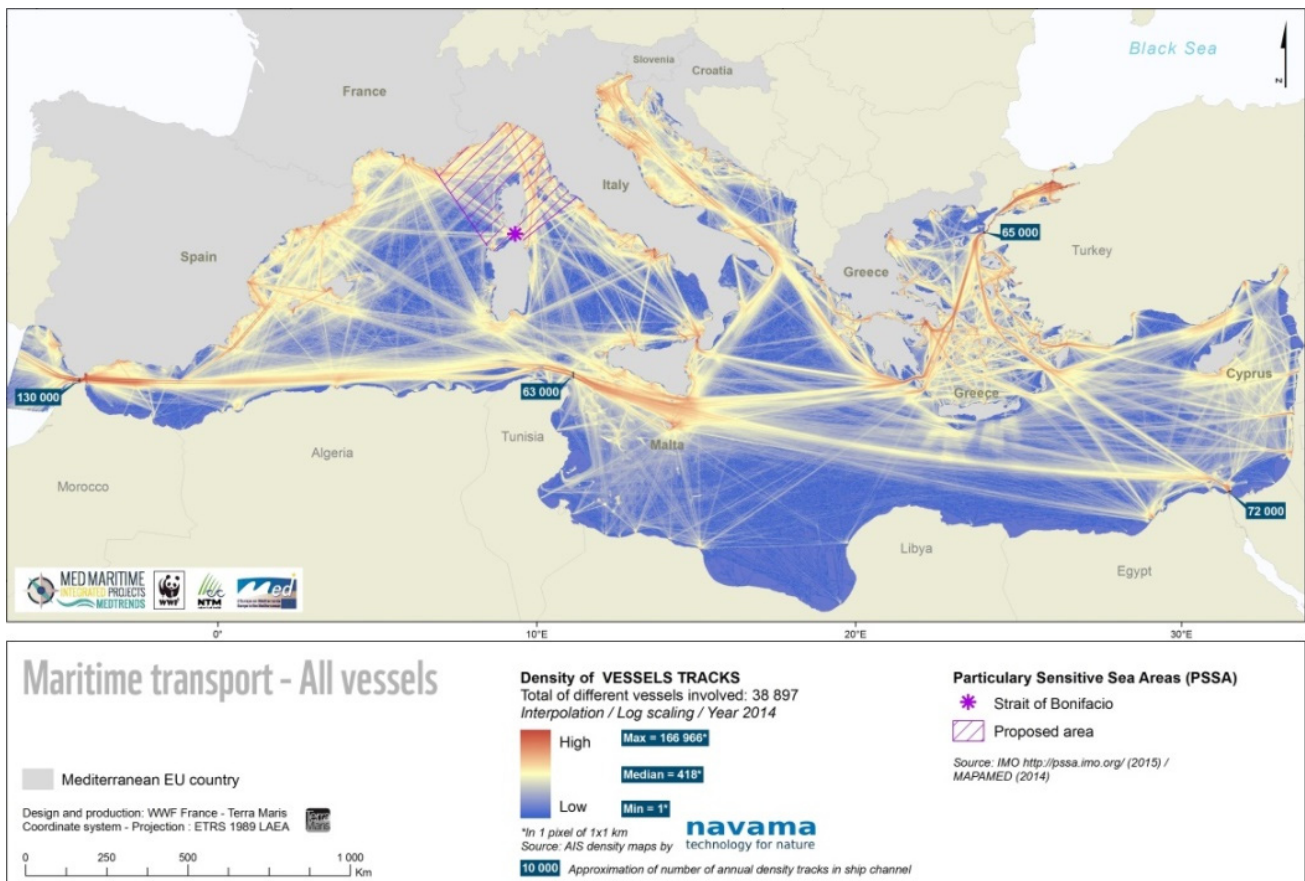 Black Sea
N
Slovenia
Croatia
France
Italy
65 000
Spain
Greece
Turkey
130 000
63 000
Greece
Cyprus
Tunisia
Malta
Algeria
Morocco
72 000
Libya
Egypt
MED MARITIME
INTEGRATED PROJECTS
MEDTRENDS
WWF
NTM
Med
0°
10°E
20°E
30°E
Maritime transport - All vessels
Mediterranean EU country
Design and production: WWF France - Terra Maris
Coordinate system - Projection : ETRS 1989 LAEA
Terra
Maris
0 250 500 1 000
Km
Density of VESSELS TRACKS
Total of different vessels involved: 38 897
Interpolation / Log scaling / Year 2014
High
Max = 166 966*
Median = 418*
Low
Min = 1*
*In 1 pixel of 1x1 km
Source: AIS density maps by
navama
technology for nature
10 000 Approximation of number of annual density tracks in ship channel
Particulary Sensitive Sea Areas (PSSA)
Strait of Bonifacio
Proposed area
Source: IMO http://pssa.imo.org/ (2015) /
MAPAMED (2014)